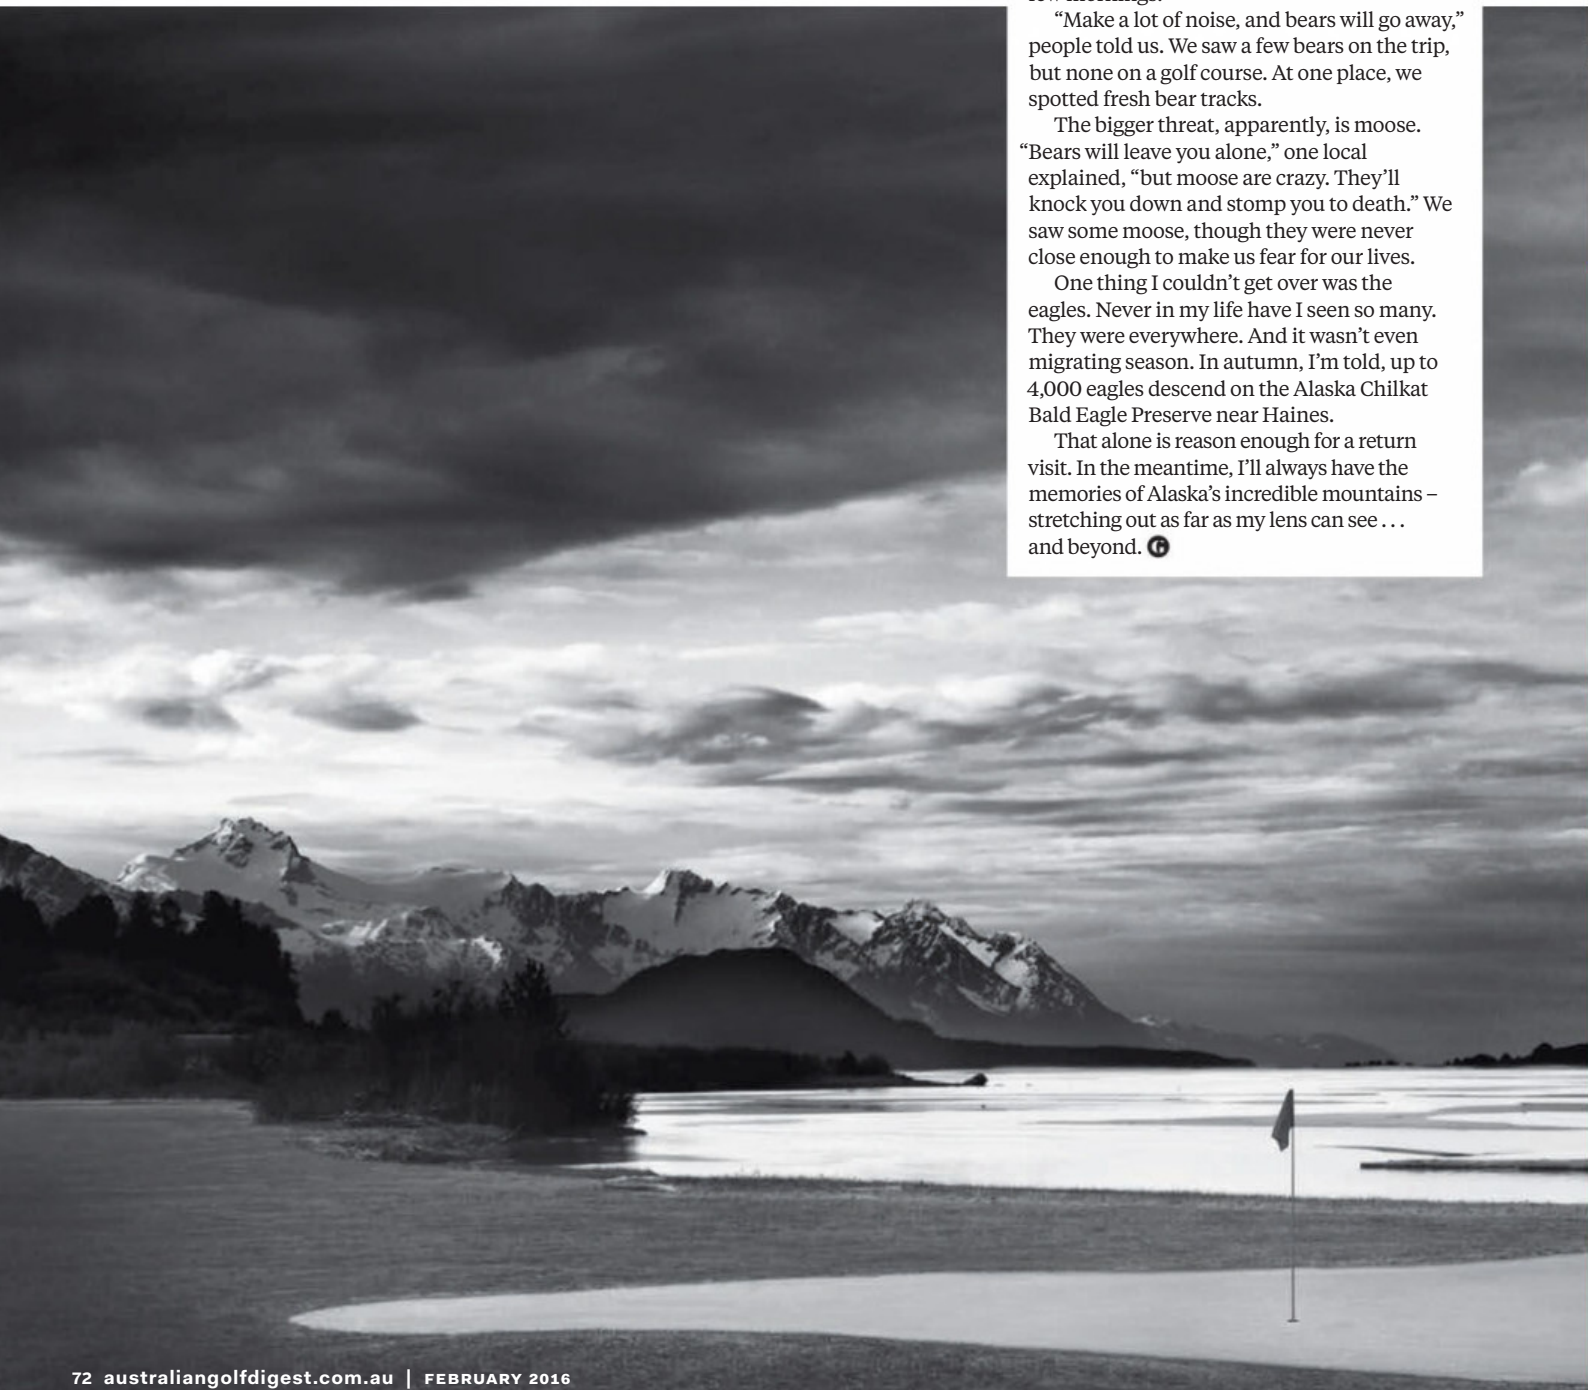 “Make a lot of noise, and bears will go away,”
people told us. We saw a few bears on the trip,
but none on a golf course. At one place, we
spotted fresh bear tracks.
The bigger threat, apparently, is moose.
“Bears will leave you alone,” one local
explained, “but moose are crazy. They’ll
knock you down and stomp you to death.” We
saw some moose, though they were never
close enough to make us fear for our lives.
One thing I couldn’t get over was the
eagles. Never in my life have I seen so many.
They were everywhere. And it wasn’t even
migrating season. In autumn, I’m told, up to
4,000 eagles descend on the Alaska Chilkat
Bald Eagle Preserve near Haines.
That alone is reason enough for a return
visit. In the meantime, I’ll always have the
memories of Alaska’s incredible mountains –
stretching out as far as my lens can see . . .
and beyond. G
72 australiangolfdigest.com.au | FEBRUARY 2016